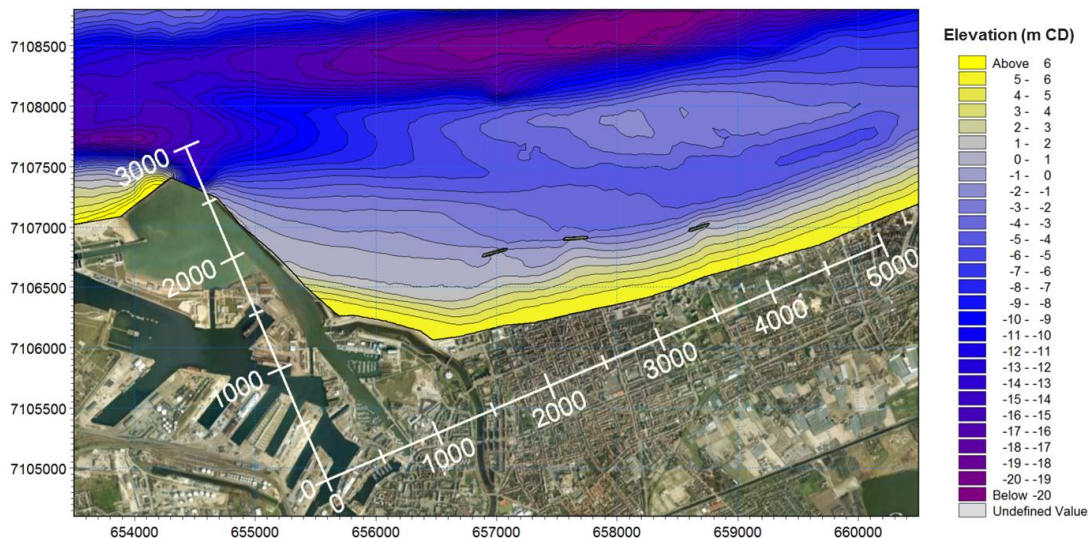 Elevation (m CD)
Above 6
5 - 6
4 - 5
3 - 4
2 - 3
1 - 2
0 - 1
-1 - 0
-2 - -1
-3 - -2
-4 - -3
-5 - -4
-6 - -5
-7 - -6
-8 - -7
-9 - -8
-10 - -9
-11 - -10
-12 - -11
-13 - -12
-14 - -13
-15 - -14
-16 - -15
-17 - -16
-18 - -17
-19 - -18
-20 - -19
Below -20
Undefined Value
7108500
7108000
7107500
7107000
7106500
7106000
7105500
7105000
3000
2000
1000
0
0
1000
2000
3000
4000
5000
654000
655000
656000
657000
658000
659000
660000